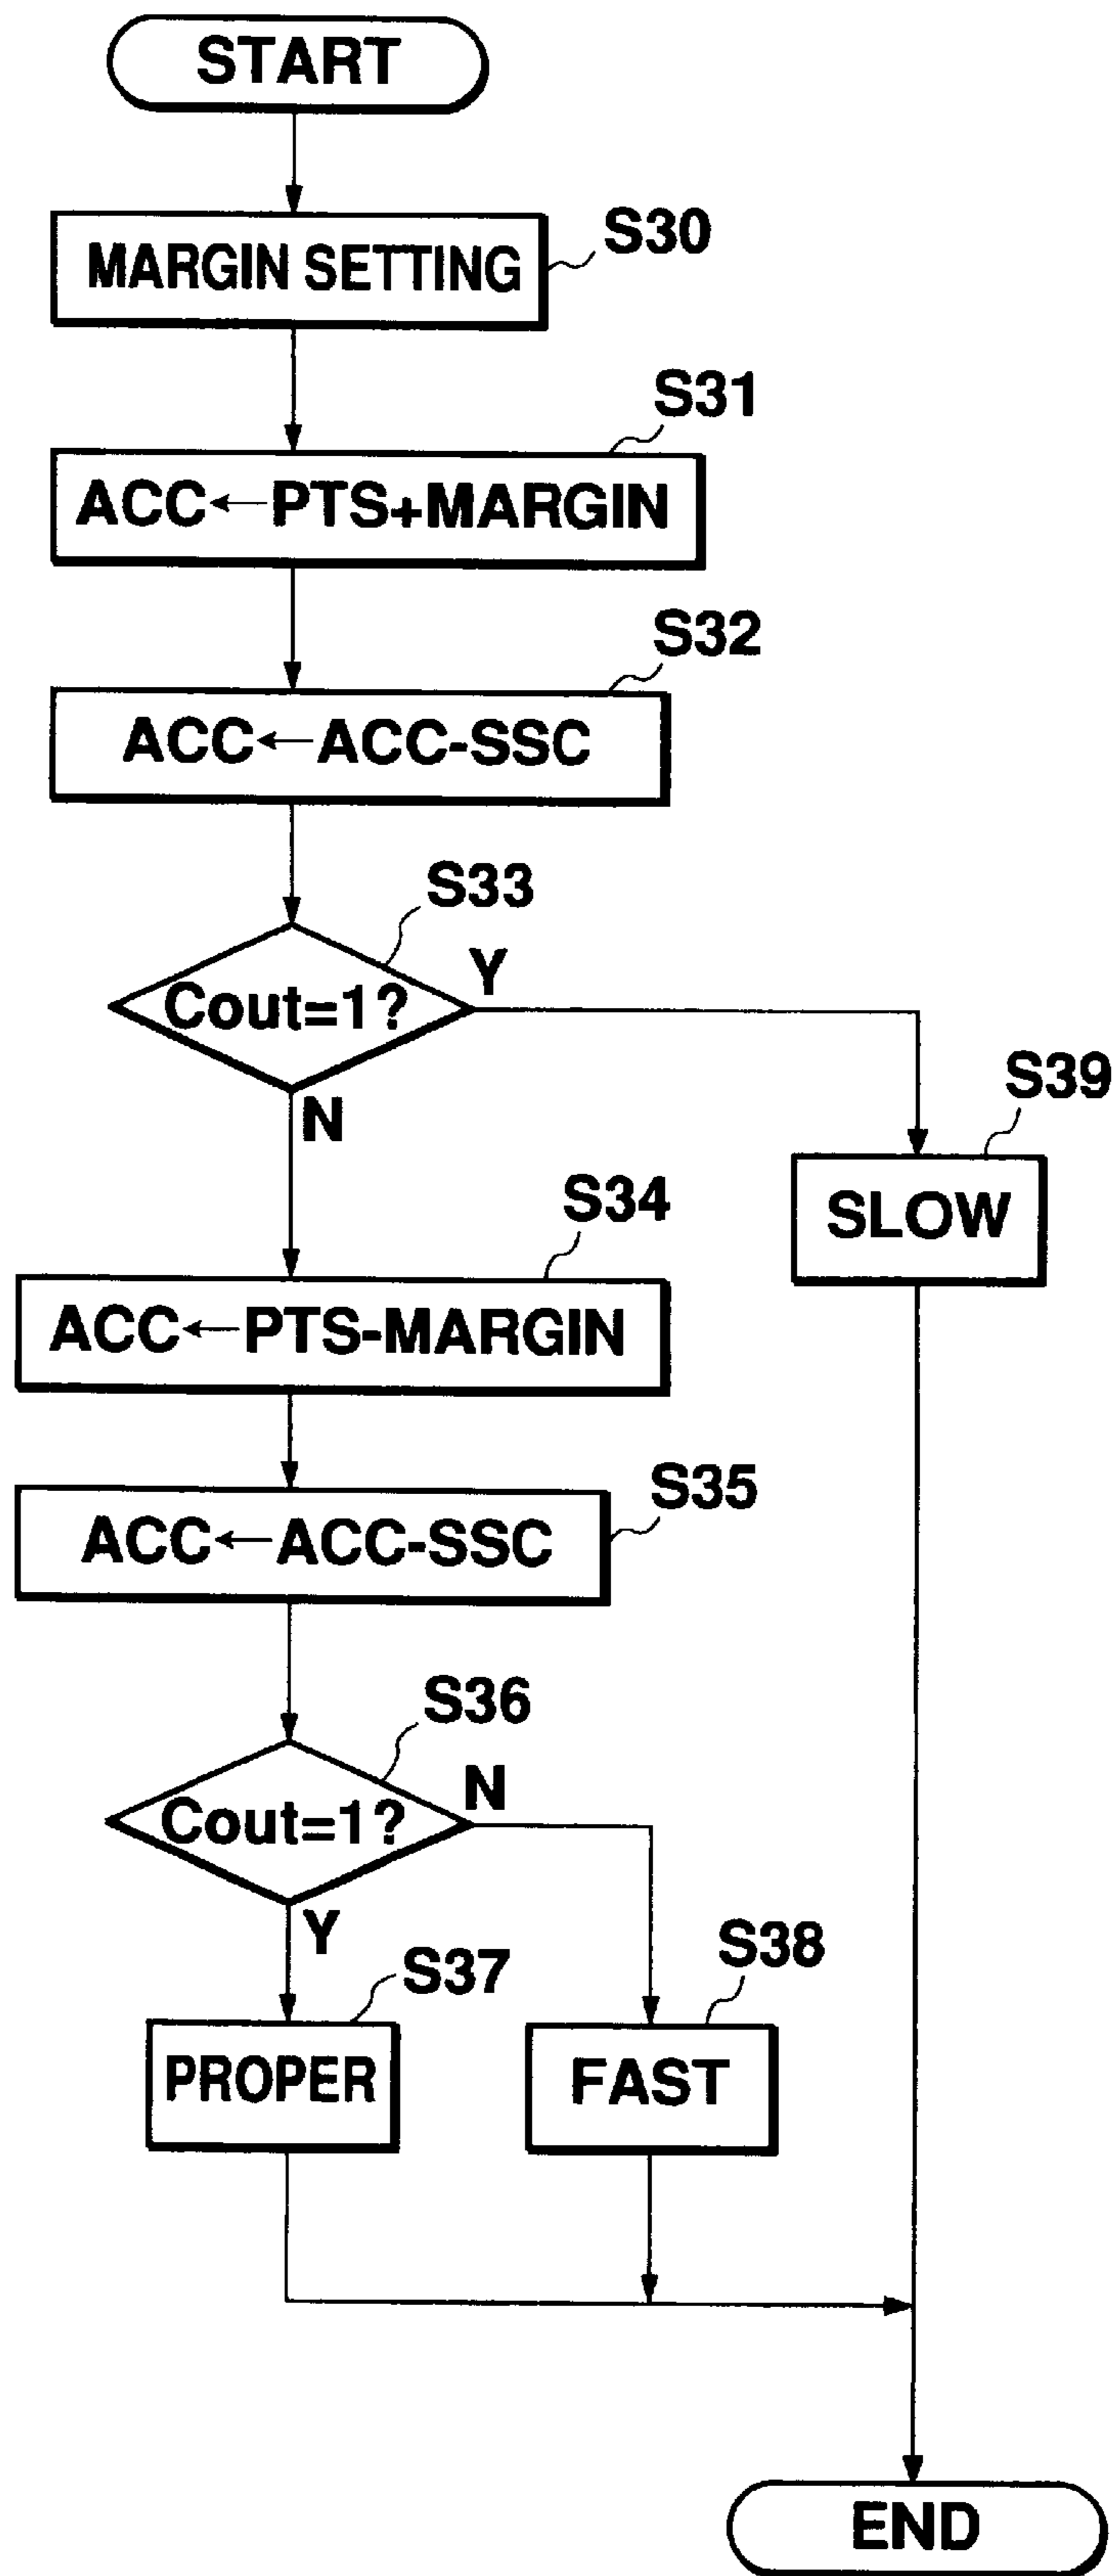 START
S30
MARGIN SETTING
S31
ACC←PTS+MARGIN
S32
ACC←ACC-SSC
S33
Cout=1?
Y
N
S39
SLOW
S34
ACC←PTS-MARGIN
S35
ACC←ACC-SSC
S36
Cout=1?
N
Y
S37
PROPER
S38
FAST
END